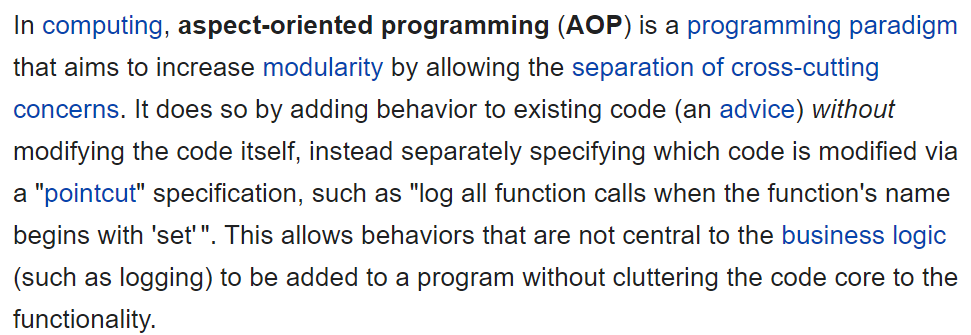 In computing, aspect-oriented programming (AOP) is a programming paradigm
that aims to increase modularity by allowing the separation of cross-cutting
concerns. It does so by adding behavior to existing code (an advice) without
modifying the code itself, instead separately specifying which code is modified via
a "pointcut" specification, such as "log all function calls when the function's name
begins with 'set' ". This allows behaviors that are not central to the business logic
(such as logging) to be added to a program without cluttering the code core to the
functionality.